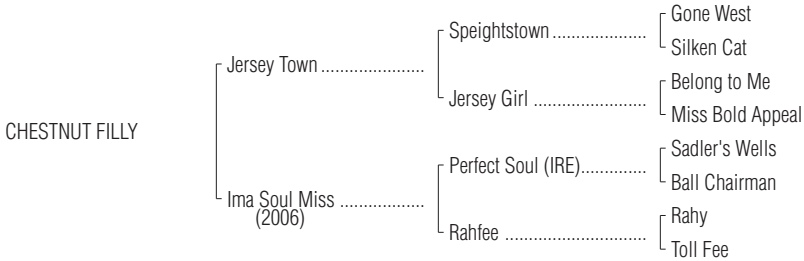 Gone West
Speightstown ......................
Silken Cat
Jersey Town ........................
Belong to Me
Jersey Girl ..........................
Miss Bold Appeal
CHESTNUT FILLY
Sadler's Wells
Perfect Soul (IRE)...............
Ball Chairman
Ima Soul Miss ...................
(2006)
Rahy
Rahfee .................................
Toll Fee